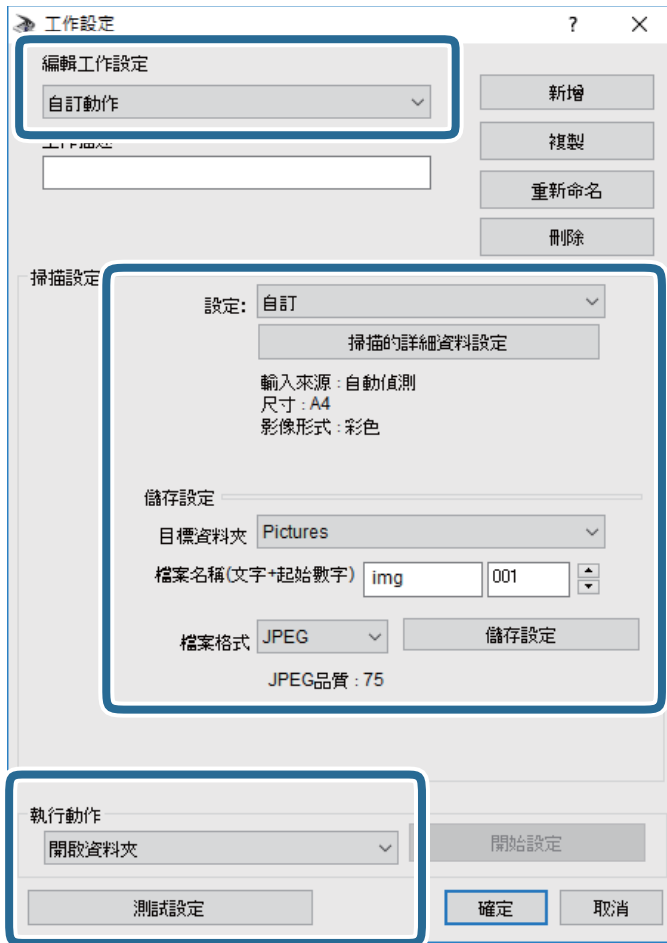 工作設定
?
編輯工作設定
自訂動作
新增
複製
工作描述
重新命名
刪除
掃描設定
設定: 自訂
掃描的詳細資料設定
輸入來源 : 自動偵測
尺寸 : A4
影像形式 : 彩色
儲存設定
目標資料夾 Pictures
檔案名稱(文字+起始數字) img 001
檔案格式 JPEG 儲存設定
JPEG品質 : 75
執行動作
開啟資料夾 開始設定
測試設定 確定 取消